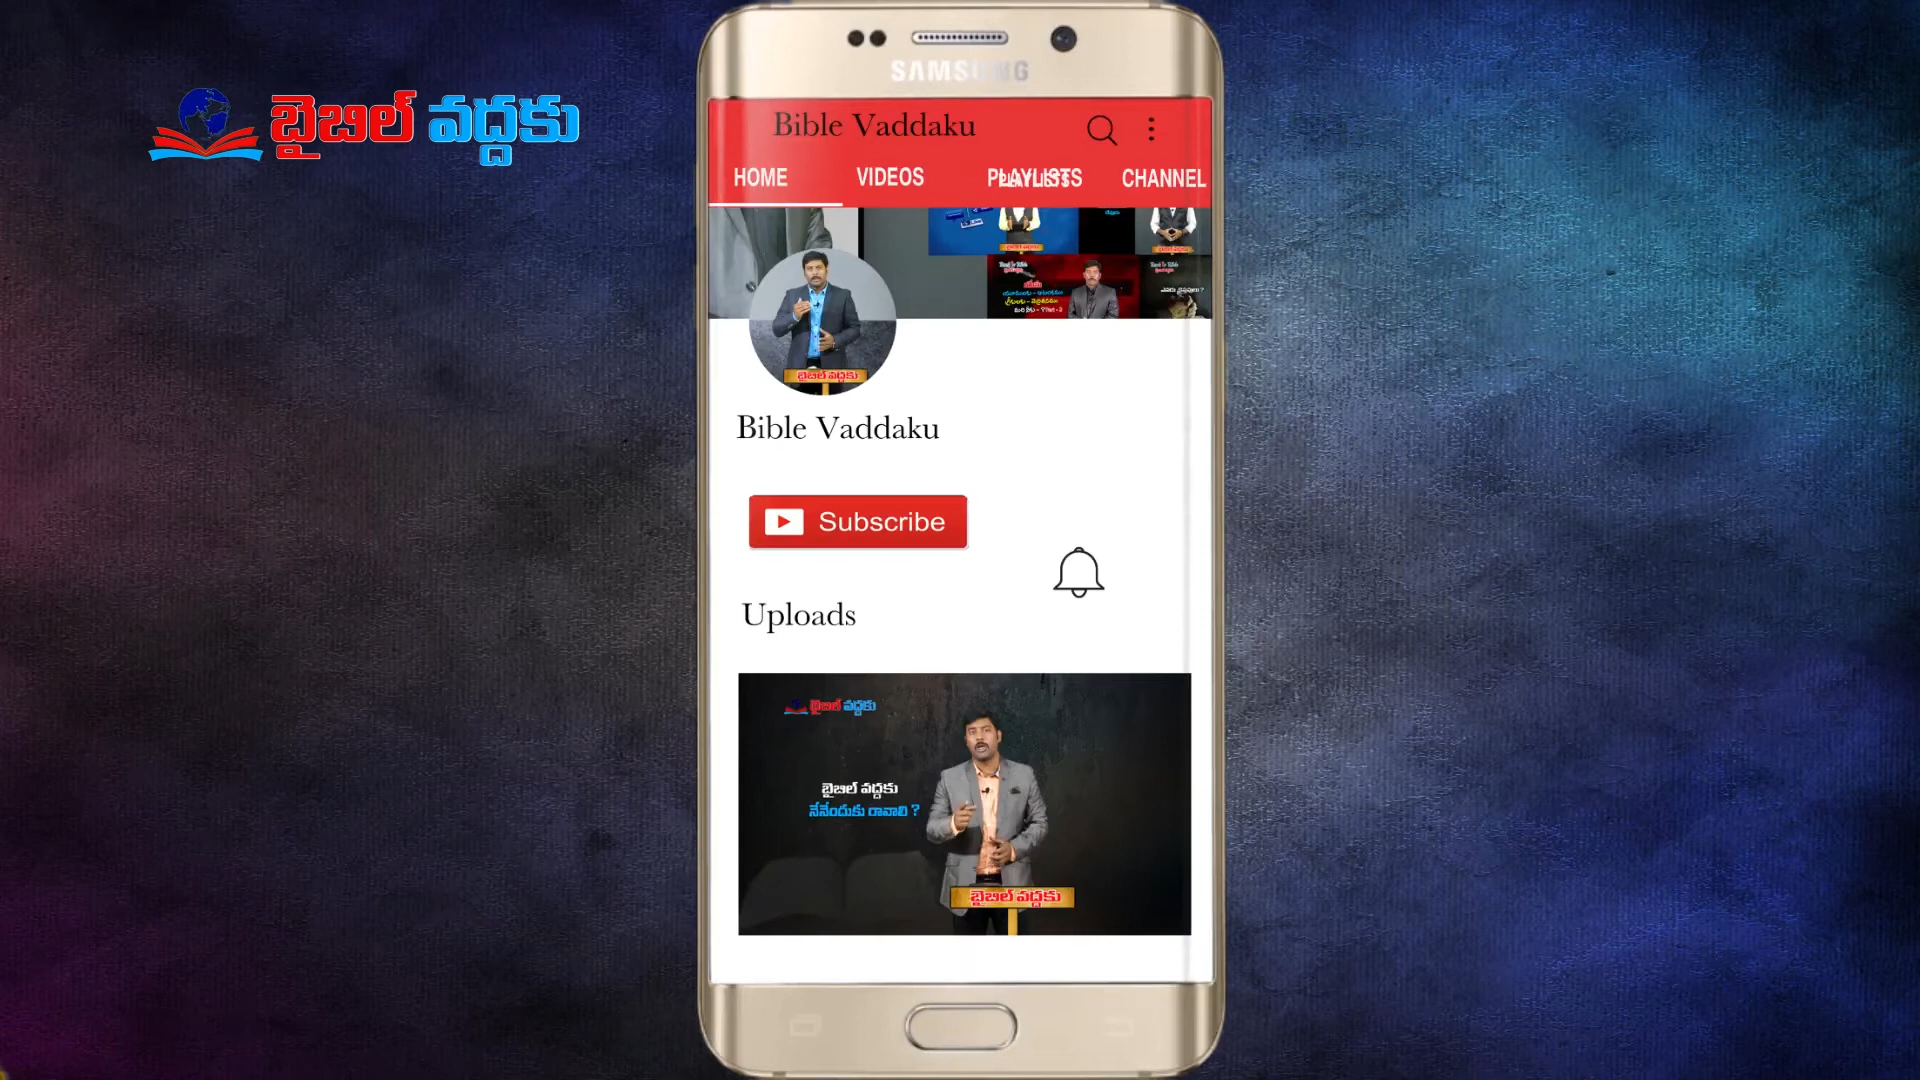 బైబిల్ వద్దకు
SAMSUNG
Bible Vaddaku
HOME VIDEOS PLAYLISTS CHANNEL
బైబిల్ వద్దకు
Bible Vaddaku
Subscribe
Uploads
బైబిల్ వద్దకు
బైబిల్ వద్దకు
నేనేందుకు రావాలి ?
బైబిల్ వద్దకు